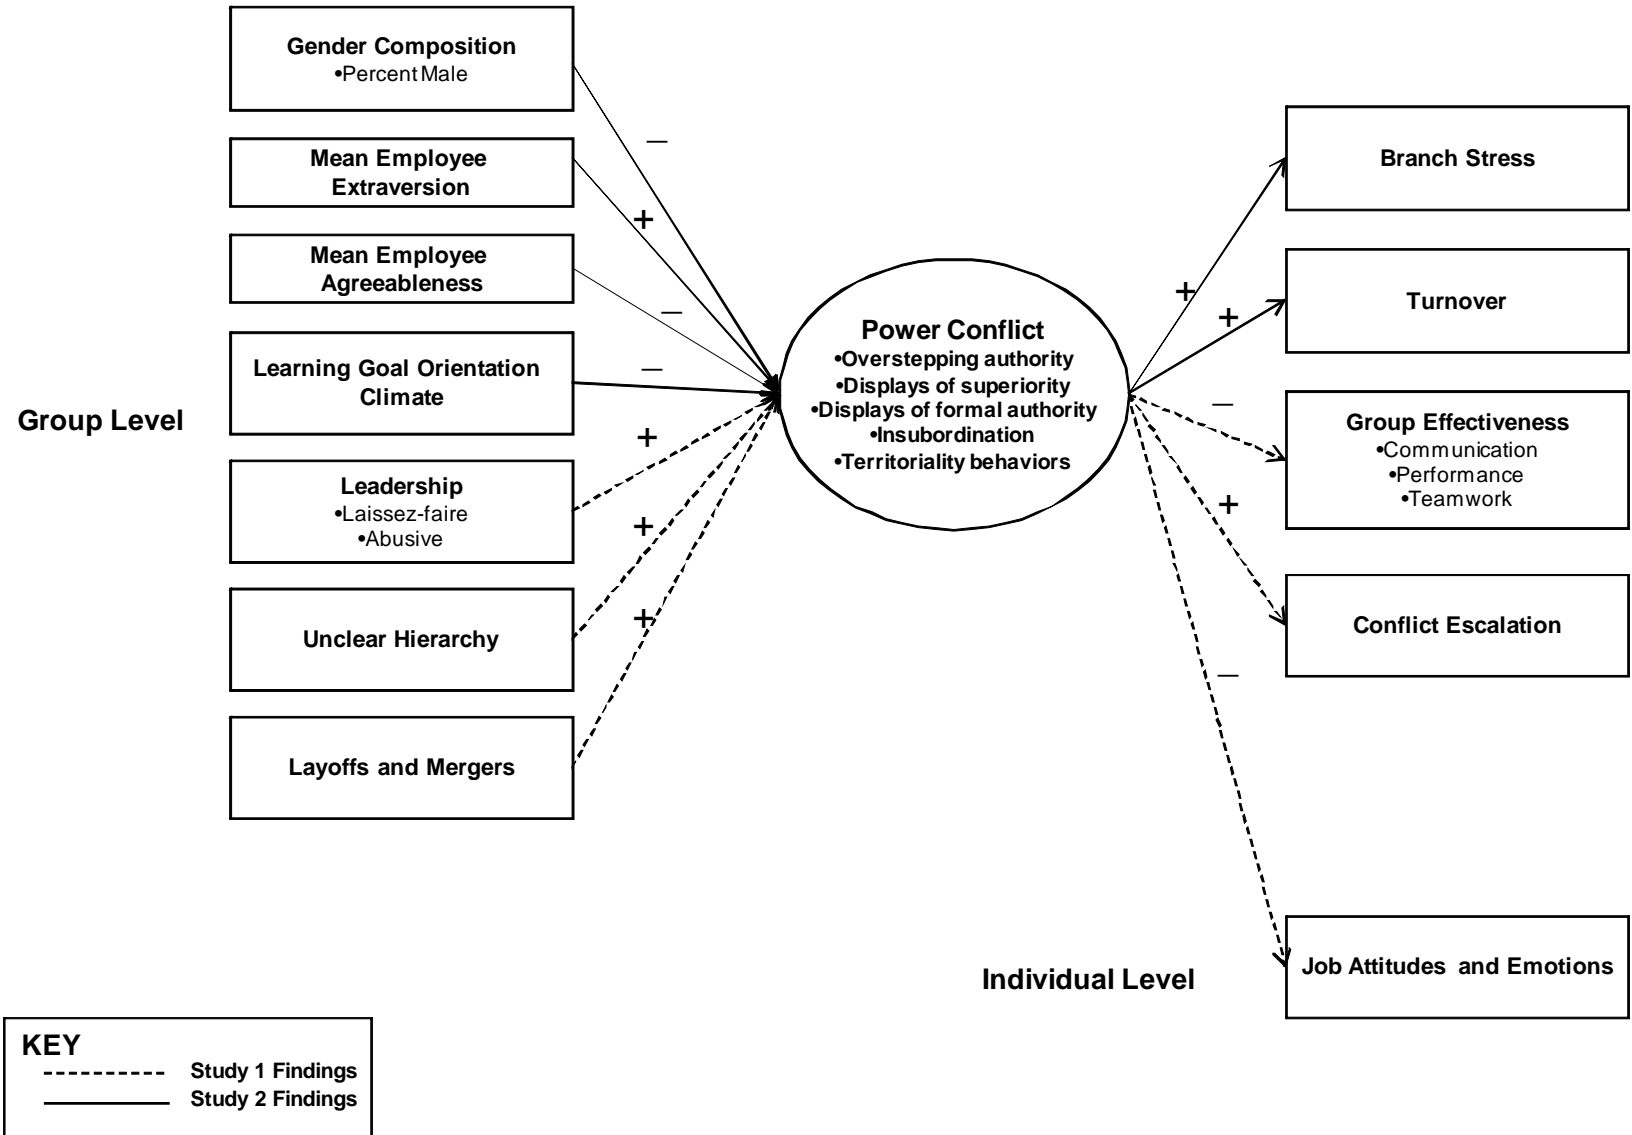 Gender Composition
•Percent Male
Mean Employee
Extraversion
Mean Employee
Agreeableness
Learning Goal Orientation
Climate
Group Level
Leadership
•Laissez-faire
•Abusive
Unclear Hierarchy
Layoffs and Mergers
–
+
–
–
+
+
+
Power Conflict
•Overstepping authority
•Displays of superiority
•Displays of formal authority
•Insubordination
•Territoriality behaviors
+
+
–
+
–
Branch Stress
Turnover
Group Effectiveness
•Communication
•Performance
•Teamwork
Conflict Escalation
Individual Level
Job Attitudes and Emotions
KEY
Study 1 Findings
Study 2 Findings